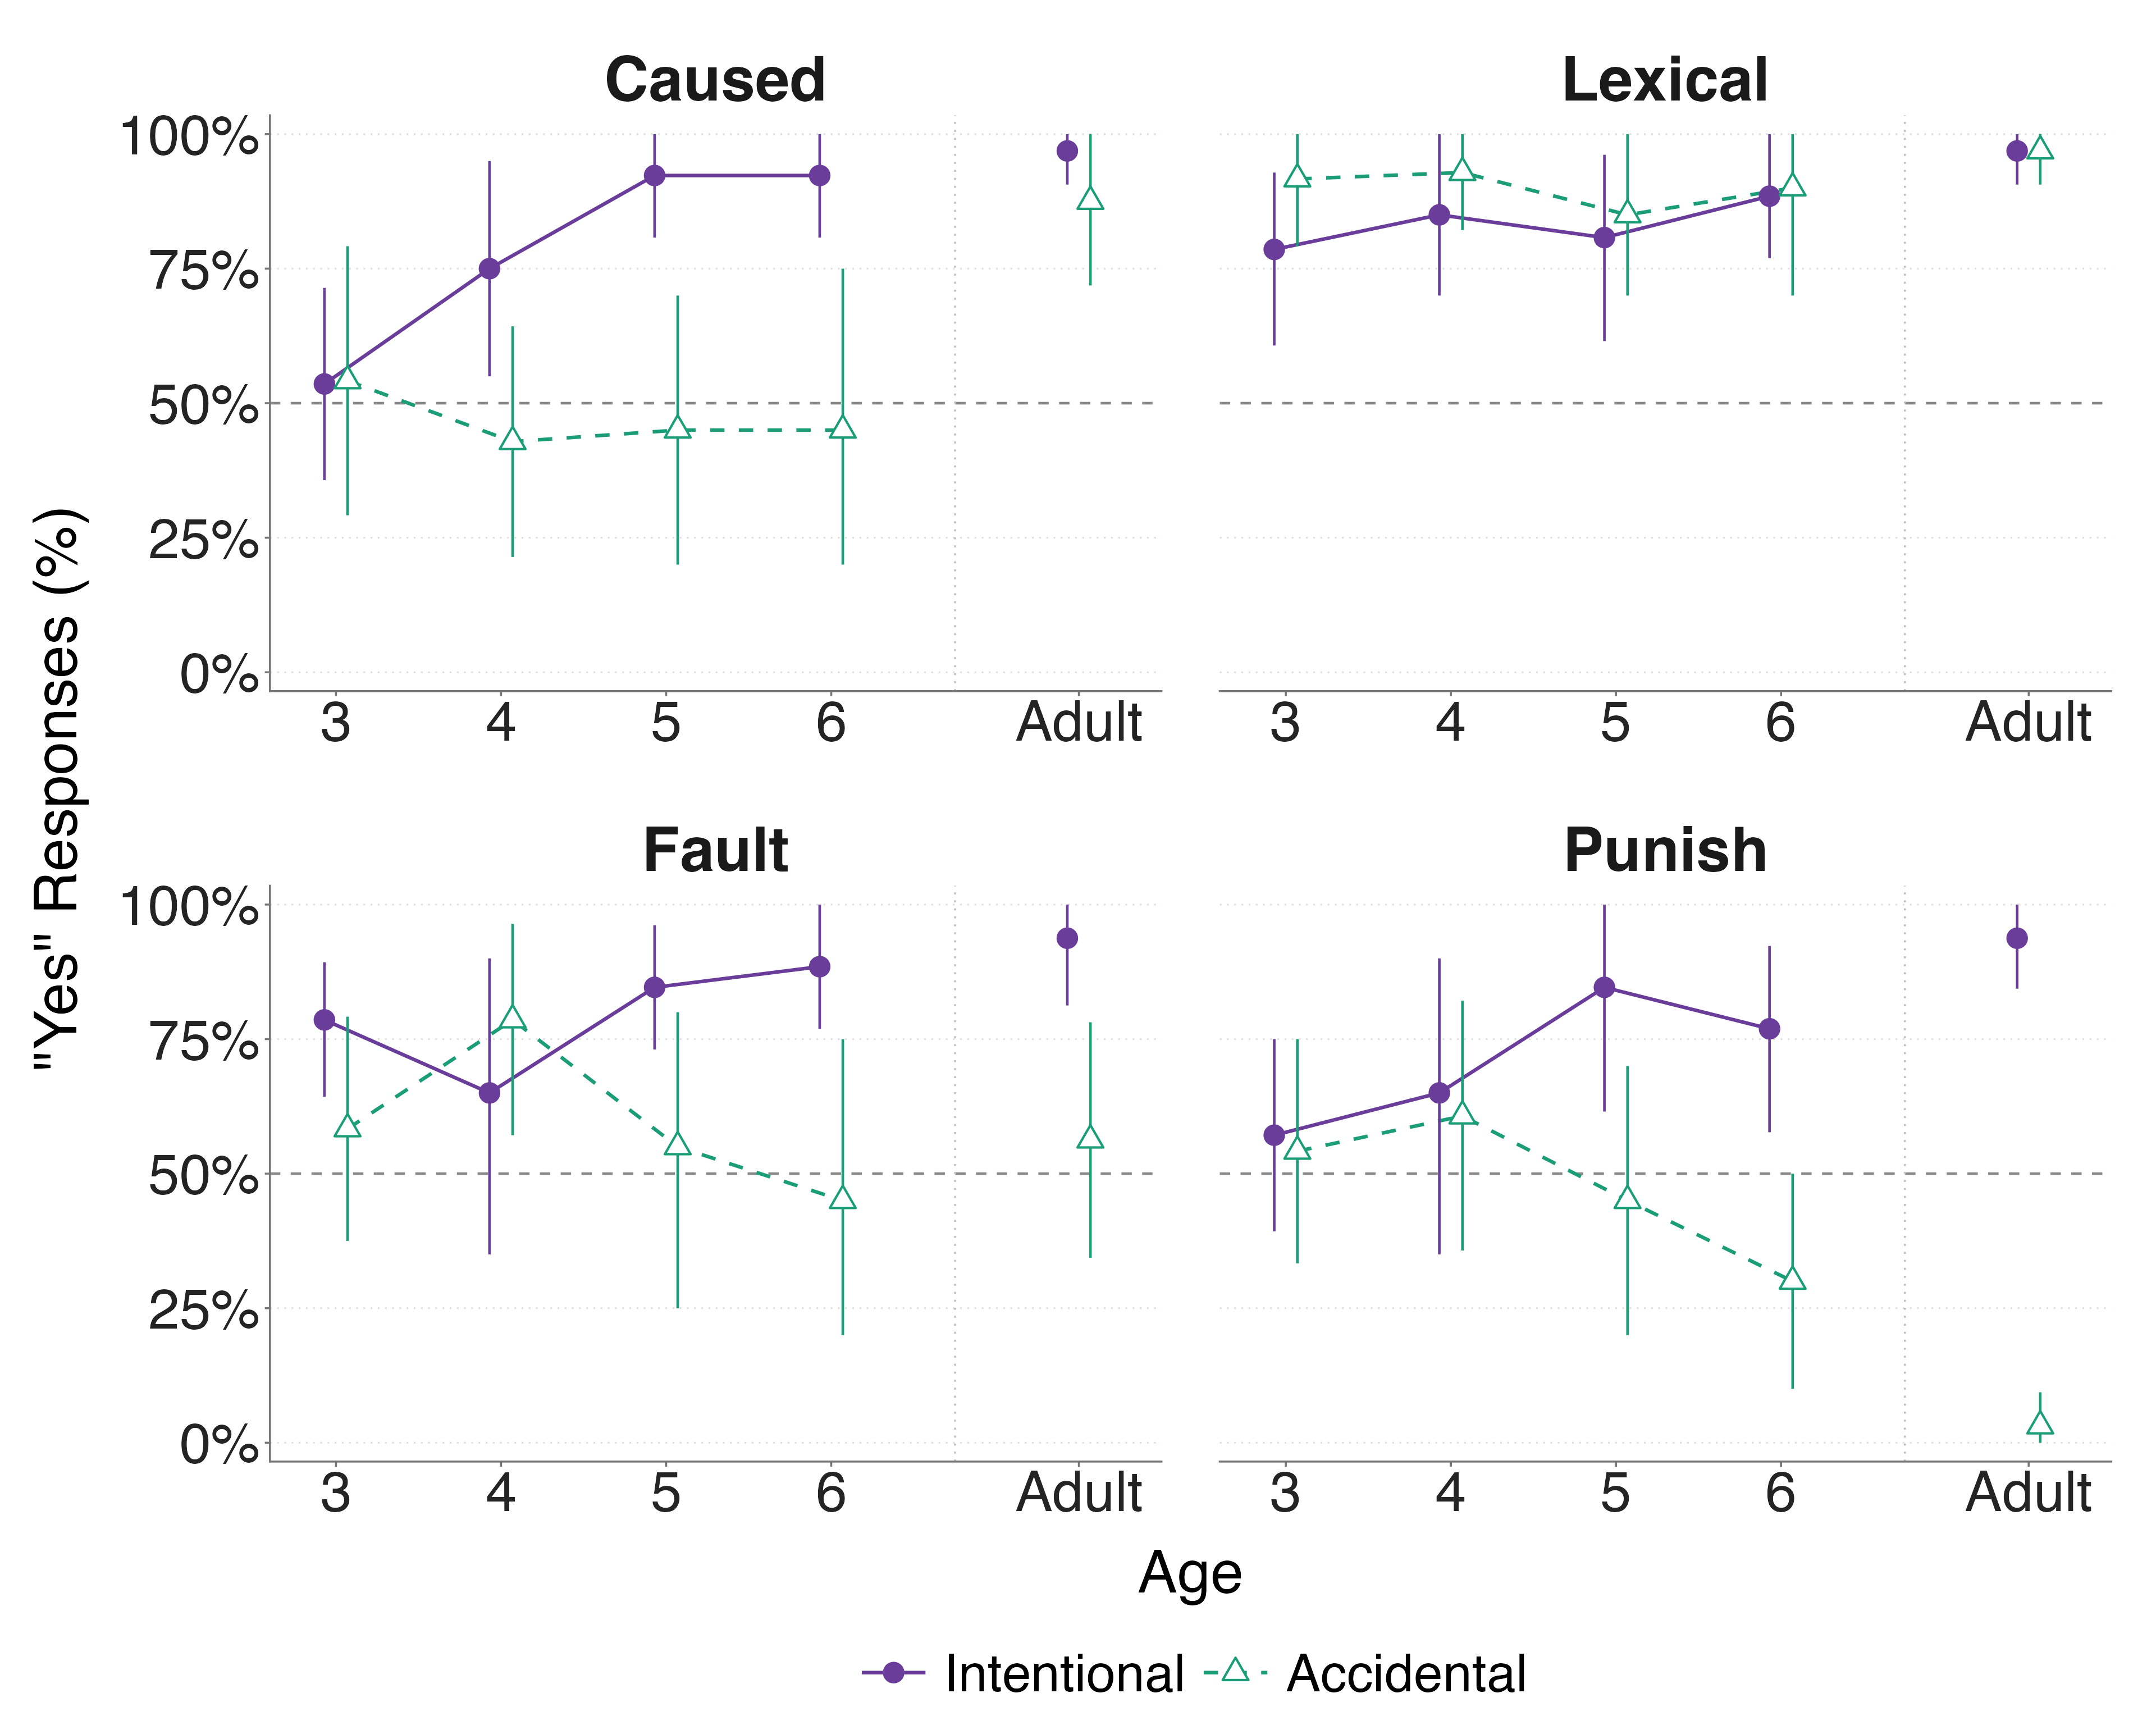 Caused
Lexical
100%
75%
50%
25%
0%
3 4 5 6 Adult
3 4 5 6 Adult
"Yes" Responses (%)
Fault
Punish
100%
75%
50%
25%
0%
3 4 5 6 Adult
3 4 5 6 Adult
Age
Intentional Accidental